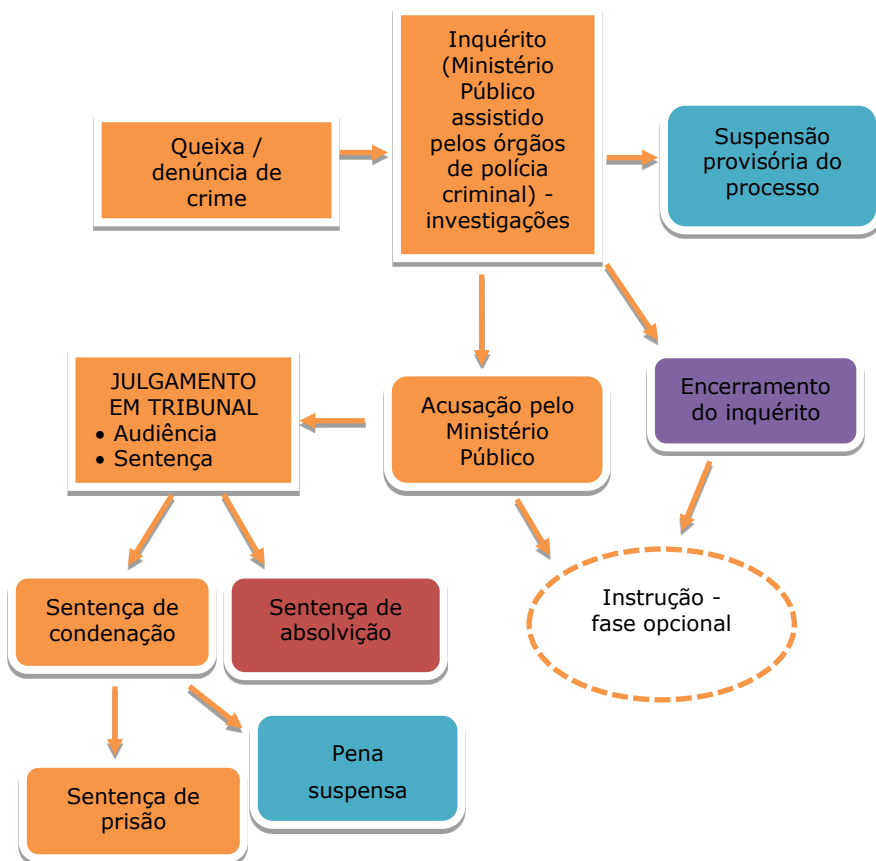 Queixa /
denúncia de
crime
Inquérito
(Ministério
Público
assistido
pelos órgãos
de polícia
criminal) -
investigações
Suspensão
provisória do
processo
JULGAMENTO
EM TRIBUNAL
• Audiência
• Sentença
Acusação pelo
Ministério
Público
Encerramento
do inquérito
Sentença de
condenação
Sentença de
absolvição
Instrução -
fase opcional
Sentença de
prisão
Pena
suspensa